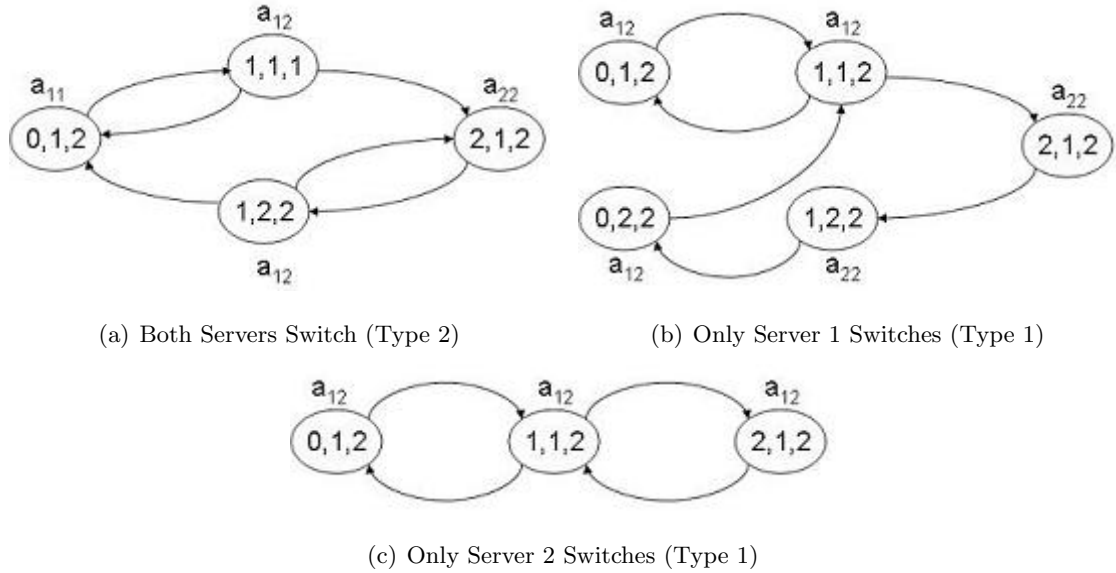 a12
a12
a12
1,1,1
0,1,2
1,1,2
a11
a22
a22
0,1,2
2,1,2
2,1,2
1,2,2
0,2,2
1,2,2
a12
a12
a22
(a) Both Servers Switch (Type 2)
(b) Only Server 1 Switches (Type 1)
a12
a12
a12
0,1,2
1,1,2
2,1,2
(c) Only Server 2 Switches (Type 1)